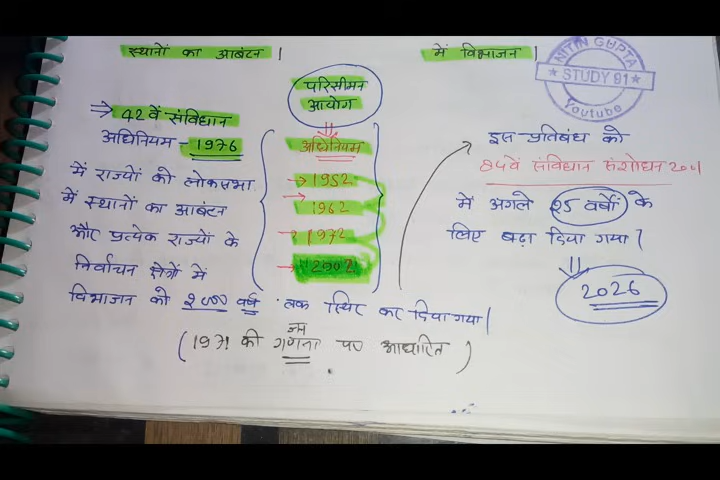 स्थानों का आबंटन |
में विभाजन |
NITIN GUPTA
★ STUDY 91 ★
Youtube
परिसीमन
आयोग
⇒ 42वें संविधान
अधिनियम - 1976
में राज्यों को लोकसभा
में स्थानों का आबंटन
और प्रत्येक राज्यों के
निर्वाचन क्षेत्रों में
विभाजन को 2000 वर्ष तक स्थिर कर दिया गया |
(1971 की जनगणना पर आधारित)
अधिनियम
→ 1952
→ 1962
→ 1972
→ 2002
इस प्रतिबंध को
84वें संविधान संशोधन 2001
में अगले 25 वर्षों के
लिए बढ़ा दिया गया |
2026